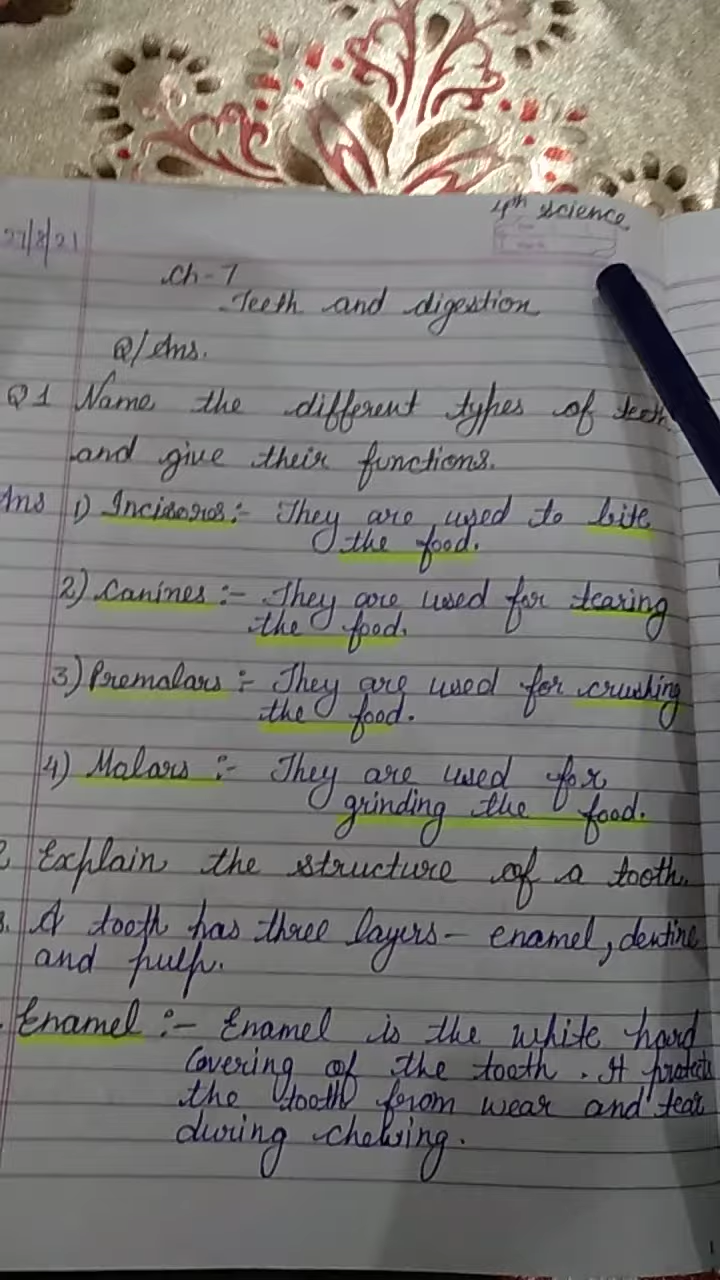 4th science
27/8/21
Ch-7
Teeth and digestion
Q/Ans.
Q1 Name the different types of teeth
and give their functions.
Ans 1) Incisors:- They are used to bite
the food.
2) Canines :- They are used for tearing
the food.
3) Premolars :- They are used for crushing
the food.
4) Molars :- They are used for
grinding the food.
Explain the structure of a tooth.
A tooth has three layers - enamel, dentine
and pulp.
Enamel :- Enamel is the white hard
covering of the tooth. It protects
the tooth from wear and tear
during chewing.